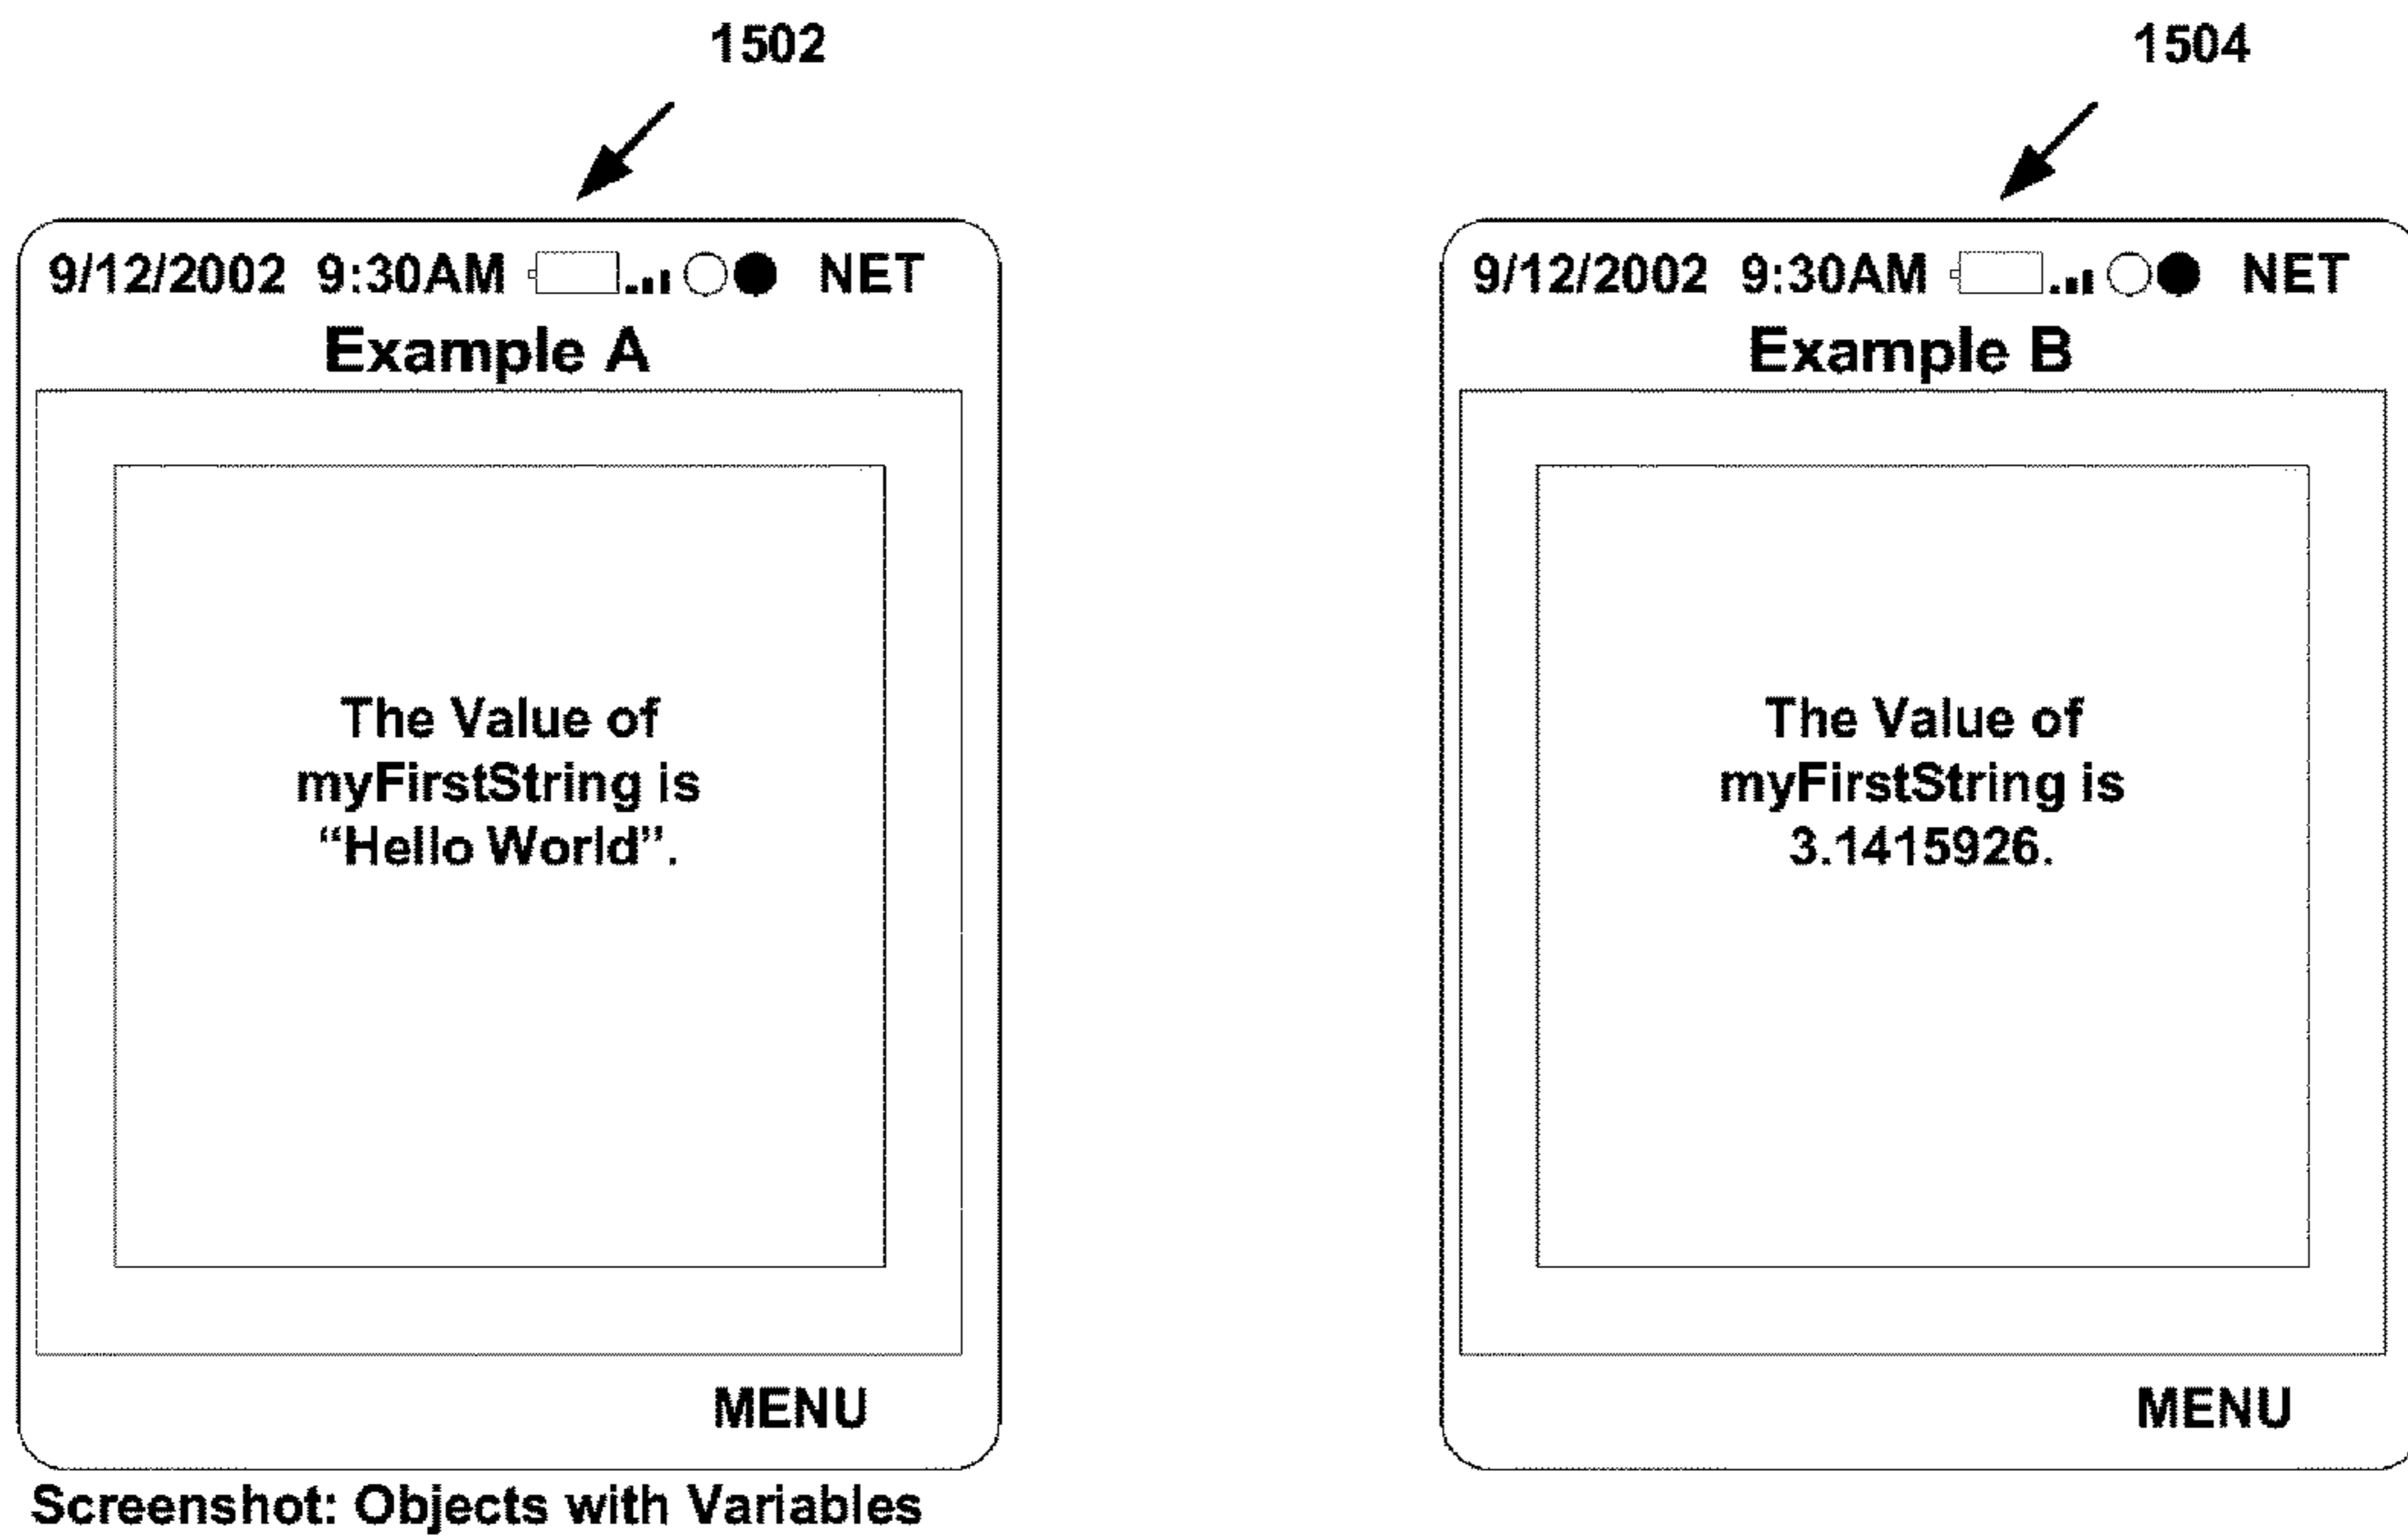 1502
9/12/2002 9:30AM NET
Example A
The Value of
myFirstString is
“Hello World”.
MENU
Screenshot: Objects with Variables
1504
9/12/2002 9:30AM NET
Example B
The Value of
myFirstString is
3.1415926.
MENU